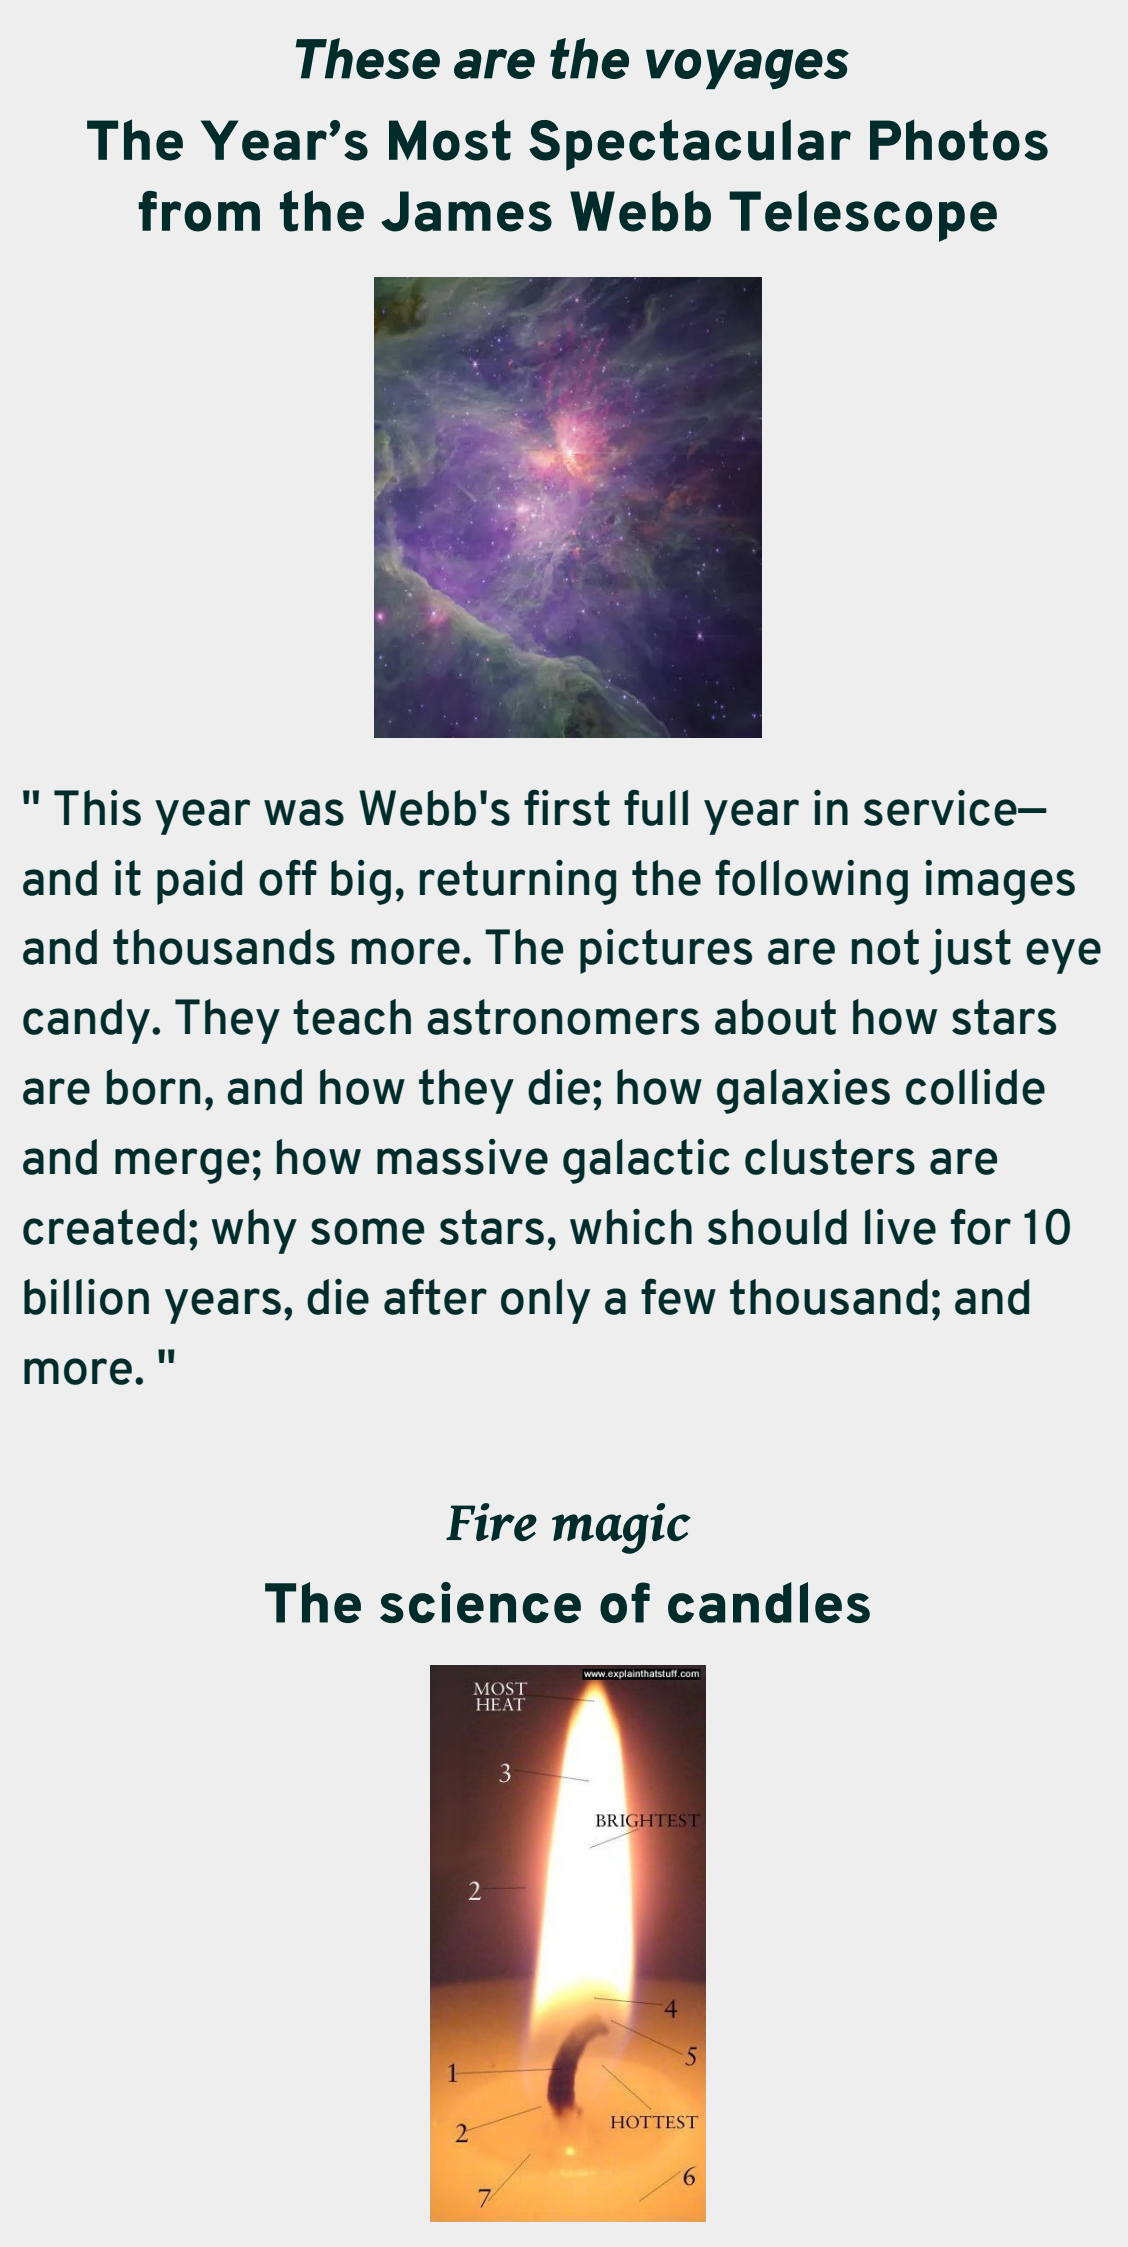 These are the voyages
The Year’s Most Spectacular Photos
from the James Webb Telescope
" This year was Webb's first full year in service—
and it paid off big, returning the following images
and thousands more. The pictures are not just eye
candy. They teach astronomers about how stars
are born, and how they die; how galaxies collide
and merge; how massive galactic clusters are
created; why some stars, which should live for 10
billion years, die after only a few thousand; and
more. "
Fire magic
The science of candles
www.explainthatstuff.com
MOST
HEAT
3
BRIGHTEST
2
4
5
1
HOTTEST
2
6
7